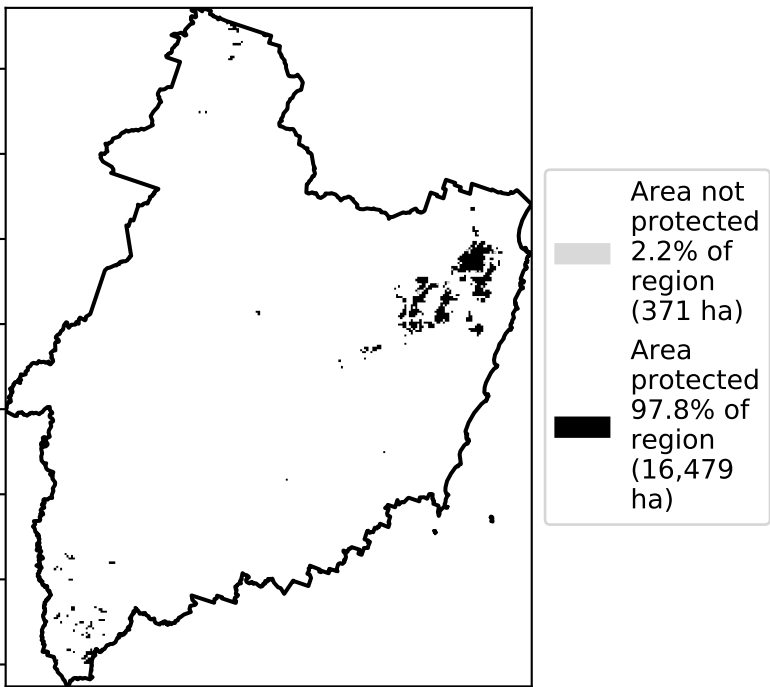 Area not
protected
2.2% of
region
(371 ha)
Area
protected
97.8% of
region
(16,479
ha)